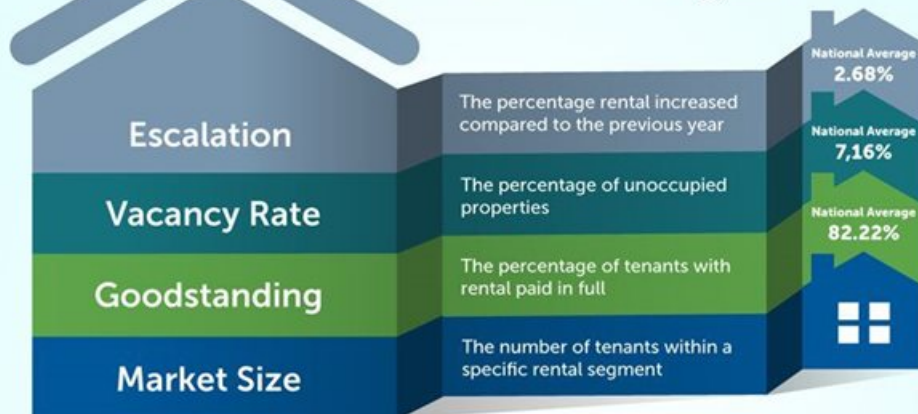 Escalation
The percentage rental increased
compared to the previous year
National Average
2.68%
Vacancy Rate
The percentage of unoccupied
properties
National Average
7,16%
Goodstanding
The percentage of tenants with
rental paid in full
National Average
82.22%
Market Size
The number of tenants within a
specific rental segment